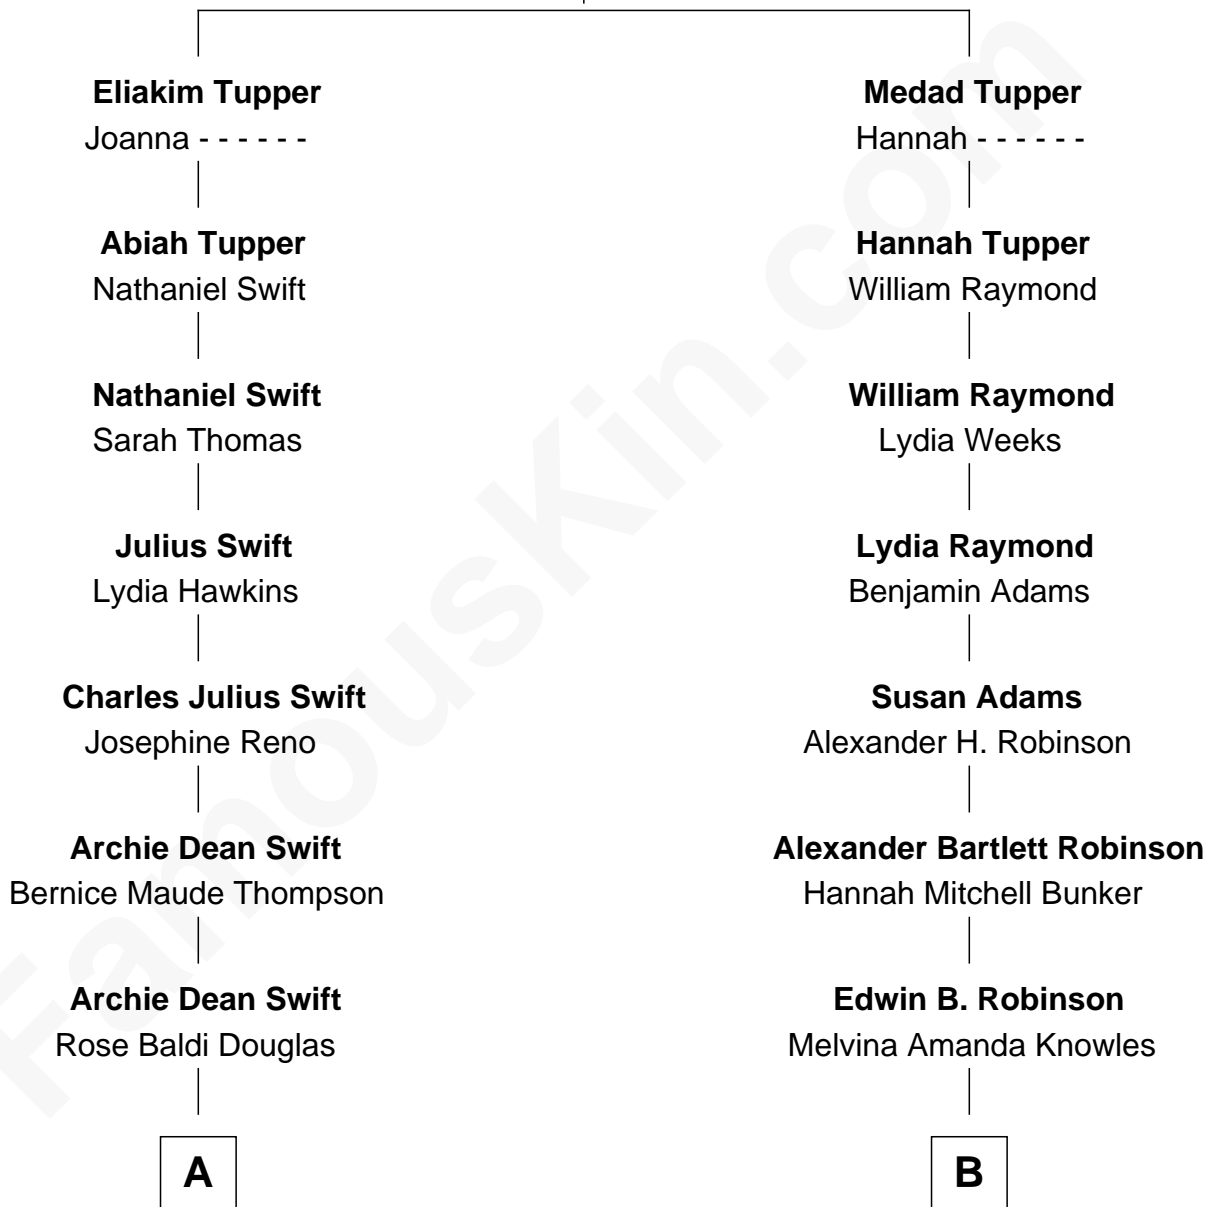 Eliakim Tupper
Joanna - - - - - -
Abiah Tupper
Nathaniel Swift
Nathaniel Swift
Sarah Thomas
Julius Swift
Lydia Hawkins
Charles Julius Swift
Josephine Reno
Archie Dean Swift
Bernice Maude Thompson
Archie Dean Swift
Rose Baldi Douglas
A
Medad Tupper
Hannah - - - - - -
Hannah Tupper
William Raymond
William Raymond
Lydia Weeks
Lydia Raymond
Benjamin Adams
Susan Adams
Alexander H. Robinson
Alexander Bartlett Robinson
Hannah Mitchell Bunker
Edwin B. Robinson
Melvina Amanda Knowles
B
FamousKin.com